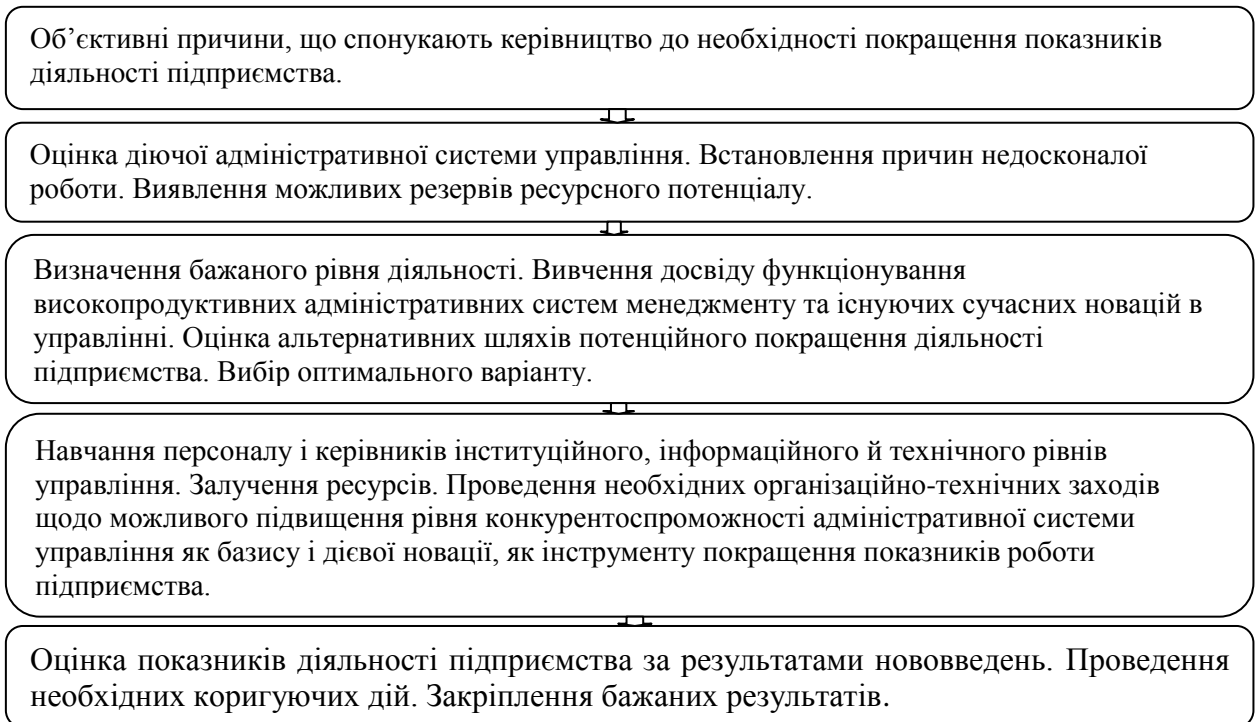 Об’єктивні причини, що спонукають керівництво до необхідності покращення показників
діяльності підприємства.
Оцінка діючої адміністративної системи управління. Встановлення причин недосконалої
роботи. Виявлення можливих резервів ресурсного потенціалу.
Визначення бажаного рівня діяльності. Вивчення досвіду функціонування
високопродуктивних адміністративних систем менеджменту та існуючих сучасних новацій в
управлінні. Оцінка альтернативних шляхів потенційного покращення діяльності
підприємства. Вибір оптимального варіанту.
Навчання персоналу і керівників інституційного, інформаційного й технічного рівнів
управління. Залучення ресурсів. Проведення необхідних організаційно-технічних заходів
щодо можливого підвищення рівня конкурентоспроможності адміністративної системи
управління як базису і дієвої новації, як інструменту покращення показників роботи
підприємства.
Оцінка показників діяльності підприємства за результатами нововведень. Проведення
необхідних коригуючих дій. Закріплення бажаних результатів.